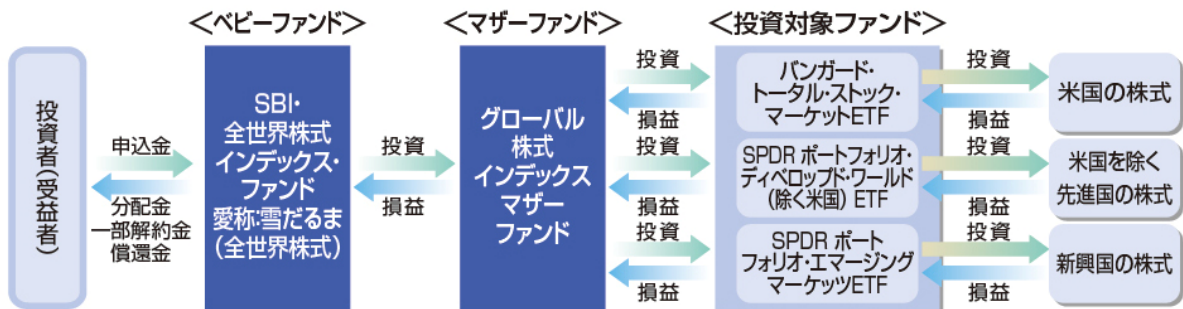 <ベビーファンド>
<マザーファンド>
<投資対象ファンド>
投資者(受益者)
申込金
分配金
一部解約金
償還金
SBI・
全世界株式
インデックス・
ファンド
愛称:雪だるま
(全世界株式)
投資
損益
グローバル
株式
インデックス
マザー
ファンド
投資
損益
バンガード・
トータル・ストック・
マーケットETF
投資
損益
米国の株式
投資
損益
SPDR ポートフォリオ・
ディベロップド・ワールド
(除く米国) ETF
投資
損益
米国を除く
先進国の株式
投資
損益
SPDR ポート
フォリオ・エマージング
マーケッツETF
投資
損益
新興国の株式